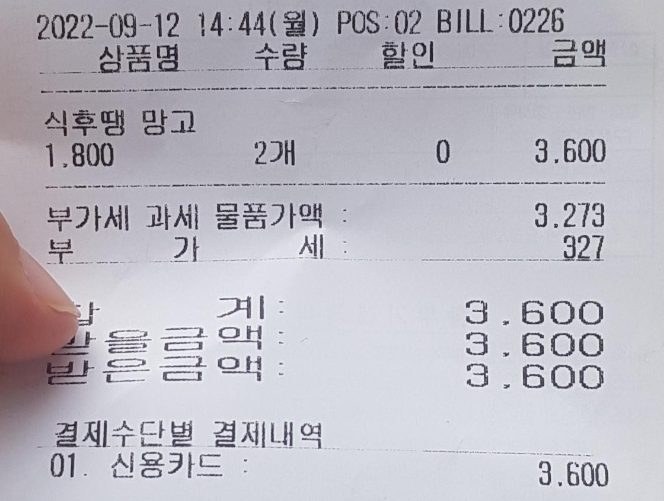 2022-09-12 14:44(월) POS:02 BILL:0226
상품명 수량 할인 금액
식후땡 망고
1,800 2개 0 3,600
부가세 과세 물품가액 : 3,273
부 가 세 : 327
합 계 : 3,600
받을금액 : 3,600
받은금액 : 3,600
결제수단별 결제내역
01. 신용카드 : 3,600